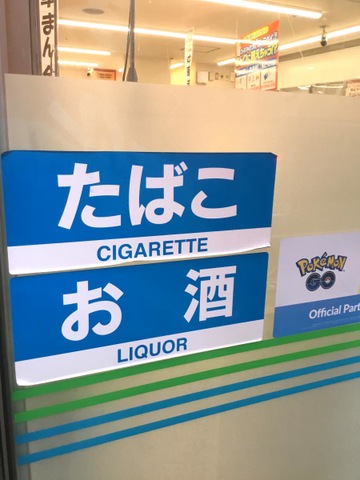 たばこ
CIGARETTE
お酒
LIQUOR
POKÉMON
GO
Official Part